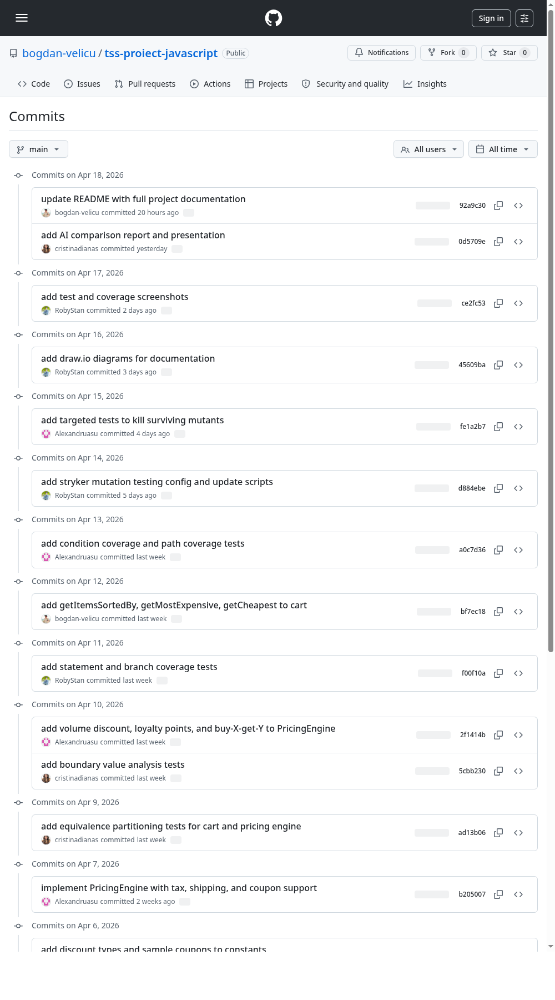 Sign in
bogdan-velicu / tss-proiect-javascript Public
Notifications Fork 0 Star 0
Code Issues Pull requests Actions Projects Security and quality Insights
Commits
main All users All time
Commits on Apr 18, 2026
update README with full project documentation
bogdan-velicu committed 20 hours ago
92a9c30
add AI comparison report and presentation
cristinadianas committed yesterday
0d5709e
Commits on Apr 17, 2026
add test and coverage screenshots
RobyStan committed 2 days ago
ce2fc53
Commits on Apr 16, 2026
add draw.io diagrams for documentation
RobyStan committed 3 days ago
45609ba
Commits on Apr 15, 2026
add targeted tests to kill surviving mutants
Alexandruasu committed 4 days ago
fe1a2b7
Commits on Apr 14, 2026
add stryker mutation testing config and update scripts
RobyStan committed 5 days ago
d884ebe
Commits on Apr 13, 2026
add condition coverage and path coverage tests
Alexandruasu committed last week
a0c7d36
Commits on Apr 12, 2026
add getItemsSortedBy, getMostExpensive, getCheapest to cart
bogdan-velicu committed last week
bf7ec18
Commits on Apr 11, 2026
add statement and branch coverage tests
RobyStan committed last week
f00f10a
Commits on Apr 10, 2026
add volume discount, loyalty points, and buy-X-get-Y to PricingEngine
Alexandruasu committed last week
2f1414b
add boundary value analysis tests
cristinadianas committed last week
5cbb230
Commits on Apr 9, 2026
add equivalence partitioning tests for cart and pricing engine
cristinadianas committed last week
ad13b06
Commits on Apr 7, 2026
implement PricingEngine with tax, shipping, and coupon support
Alexandruasu committed 2 weeks ago
b205007
Commits on Apr 6, 2026
add discount types and sample coupons to constants